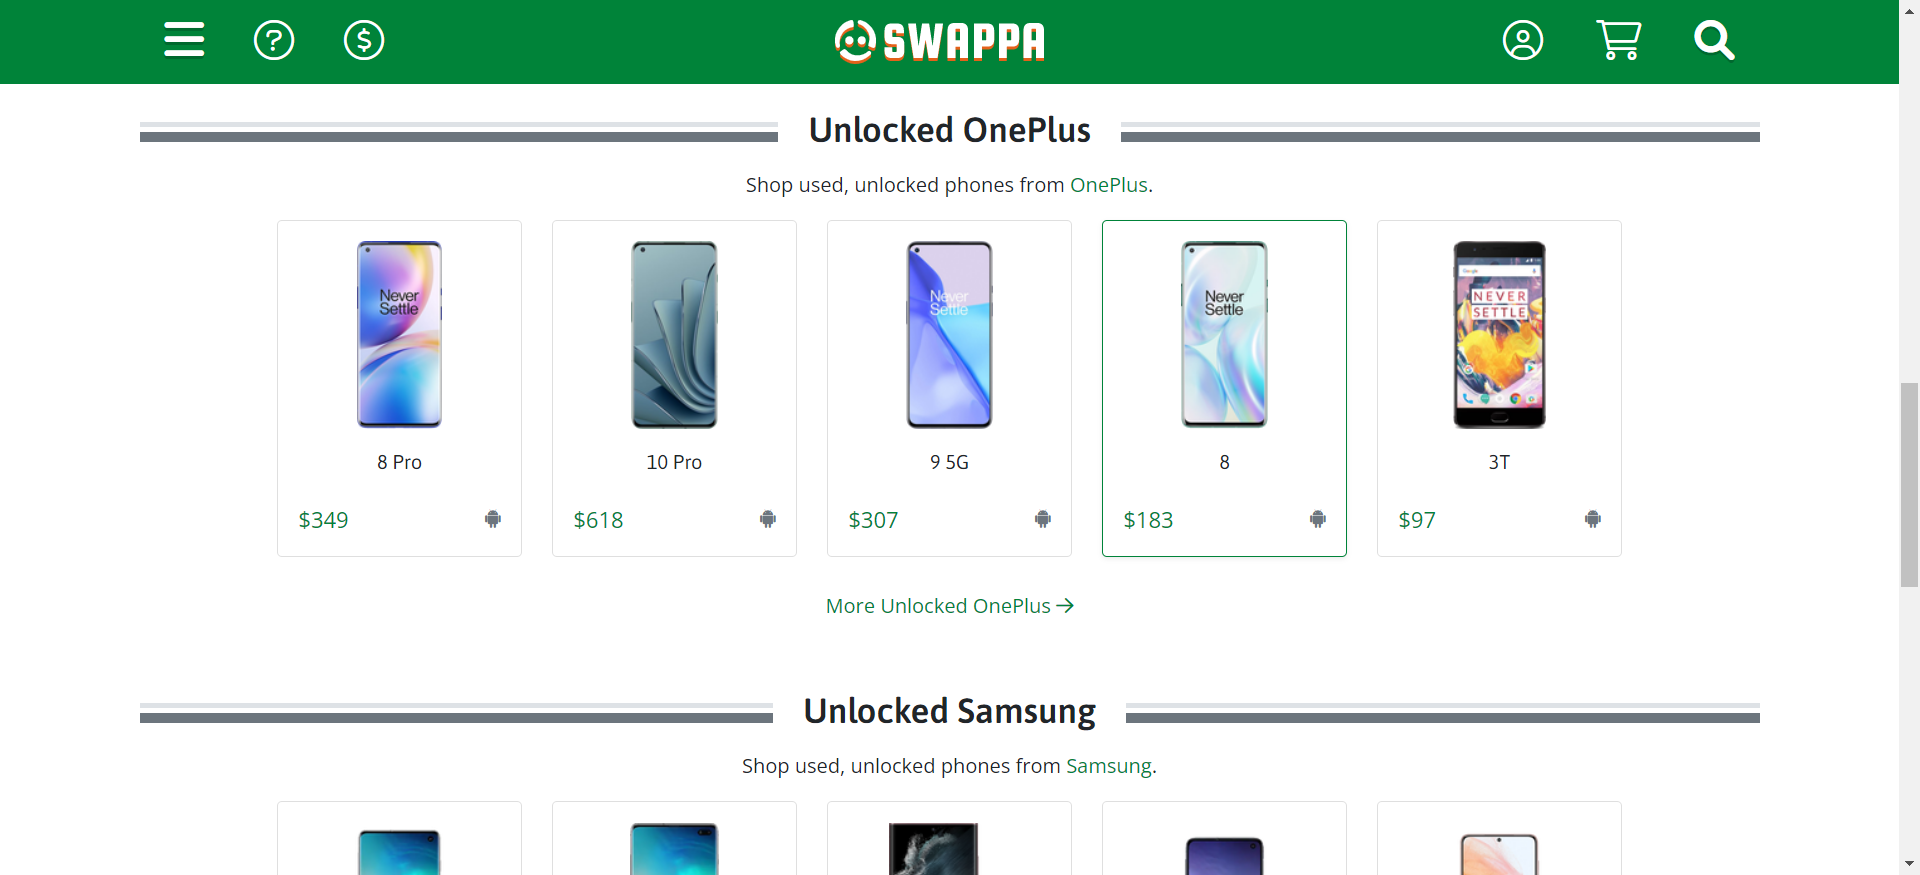 SWAPPA
Unlocked OnePlus
Shop used, unlocked phones from OnePlus.
Never
Settle
Never
Settle
Never
Settle
Google
NEVER
SETTLE
8 Pro
10 Pro
9 5G
8
3T
$349
$618
$307
$183
$97
More Unlocked OnePlus
Unlocked Samsung
Shop used, unlocked phones from Samsung.